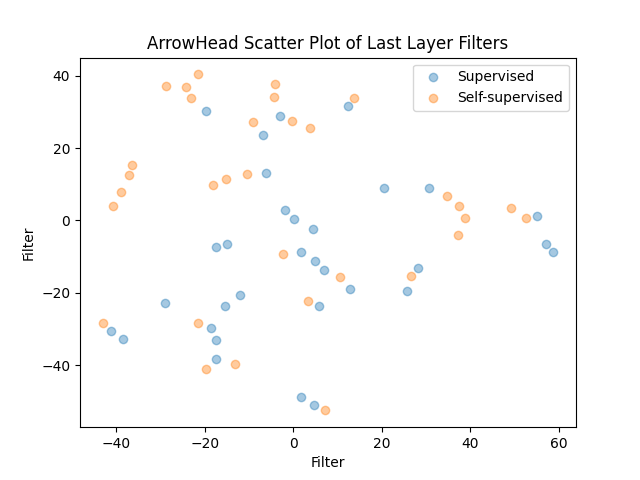 ArrowHead Scatter Plot of Last Layer Filters
Supervised
Self-supervised
40
20
0
−20
−40
Filter
−40
−20
0
20
40
60
Filter